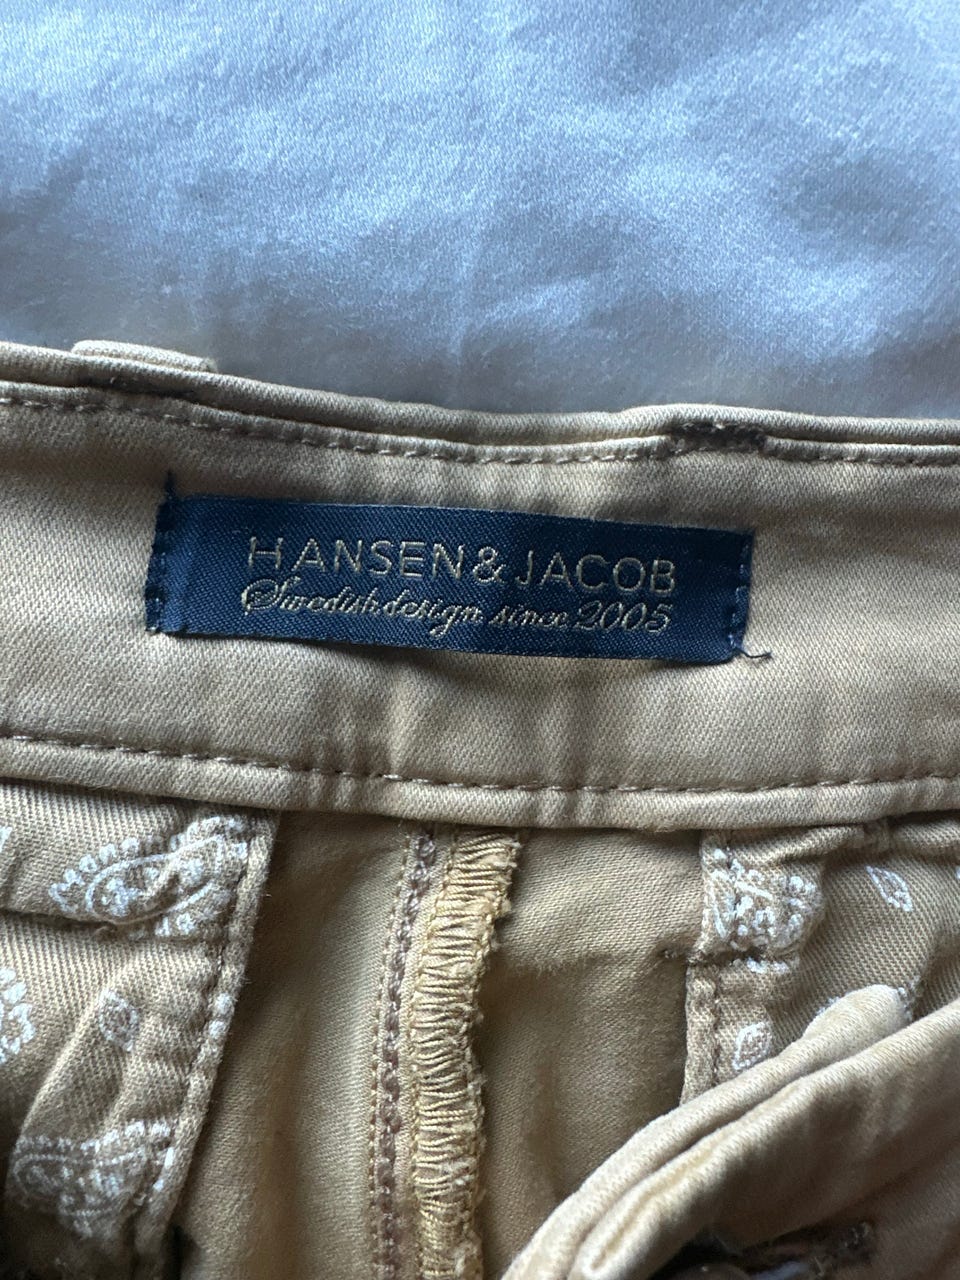 HANSEN & JACOB
Swedish design since 2005